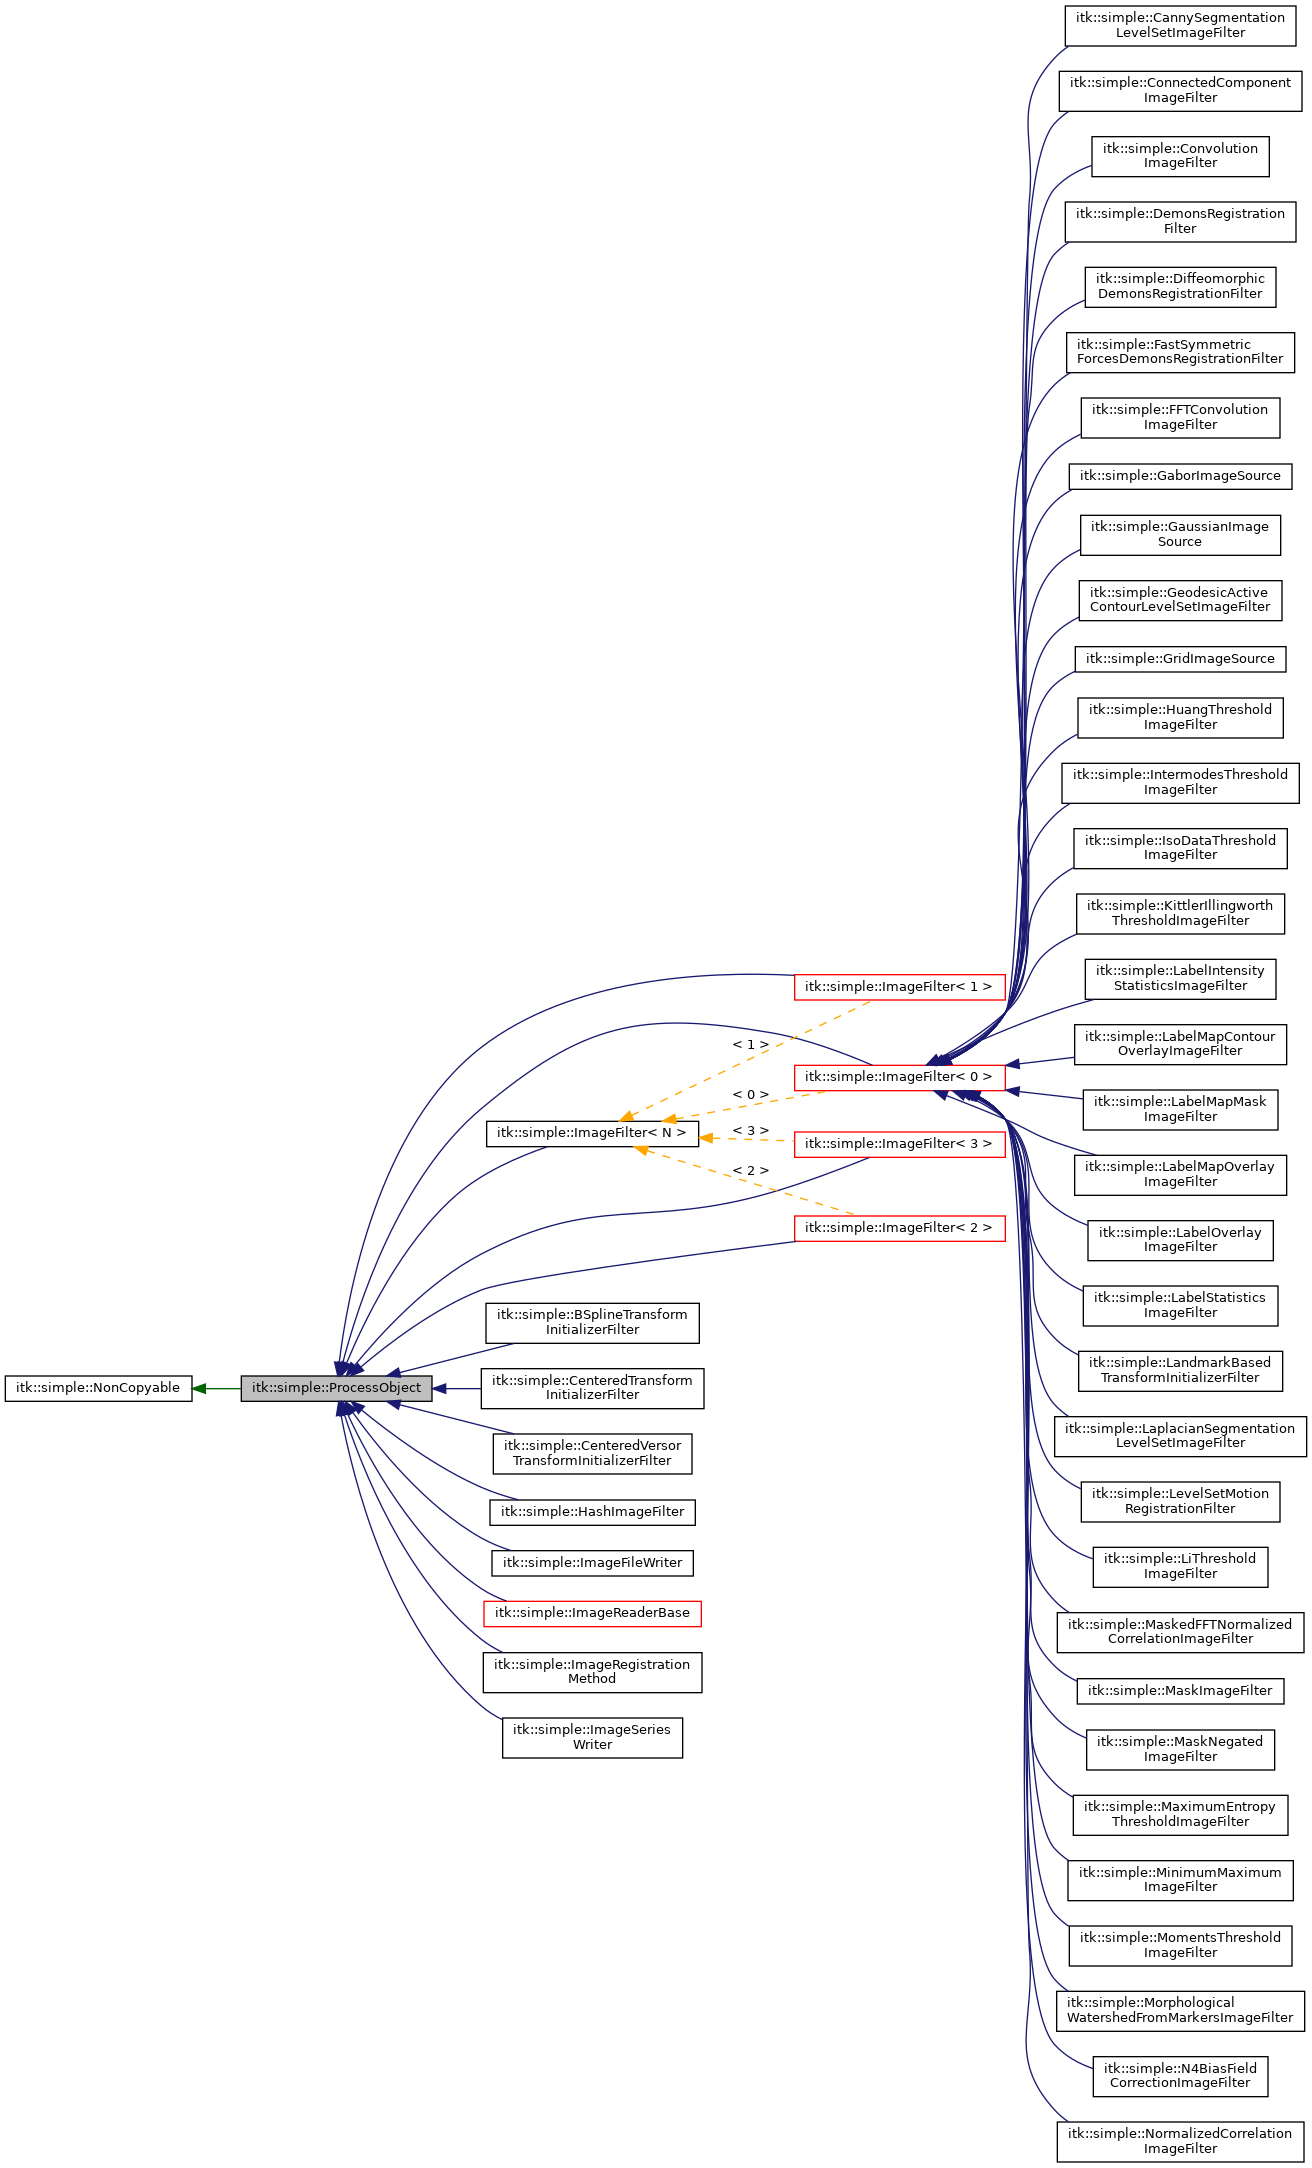 itk::simple::NonCopyable
itk::simple::ProcessObject
itk::simple::ImageFilter< N >
itk::simple::BSplineTransform
InitializerFilter
itk::simple::CenteredTransform
InitializerFilter
itk::simple::CenteredVersor
TransformInitializerFilter
itk::simple::HashImageFilter
itk::simple::ImageFileWriter
itk::simple::ImageReaderBase
itk::simple::ImageRegistration
Method
itk::simple::ImageSeries
Writer
< 1 >
< 0 >
< 3 >
< 2 >
itk::simple::ImageFilter< 1 >
itk::simple::ImageFilter< 0 >
itk::simple::ImageFilter< 3 >
itk::simple::ImageFilter< 2 >
itk::simple::CannySegmentation
LevelSetImageFilter
itk::simple::ConnectedComponent
ImageFilter
itk::simple::Convolution
ImageFilter
itk::simple::DemonsRegistration
Filter
itk::simple::Diffeomorphic
DemonsRegistrationFilter
itk::simple::FastSymmetric
ForcesDemonsRegistrationFilter
itk::simple::FFTConvolution
ImageFilter
itk::simple::GaborImageSource
itk::simple::GaussianImage
Source
itk::simple::GeodesicActive
ContourLevelSetImageFilter
itk::simple::GridImageSource
itk::simple::HuangThreshold
ImageFilter
itk::simple::IntermodesThreshold
ImageFilter
itk::simple::IsoDataThreshold
ImageFilter
itk::simple::KittlerIllingworth
ThresholdImageFilter
itk::simple::LabelIntensity
StatisticsImageFilter
itk::simple::LabelMapContour
OverlayImageFilter
itk::simple::LabelMapMask
ImageFilter
itk::simple::LabelMapOverlay
ImageFilter
itk::simple::LabelOverlay
ImageFilter
itk::simple::LabelStatistics
ImageFilter
itk::simple::LandmarkBased
TransformInitializerFilter
itk::simple::LaplacianSegmentation
LevelSetImageFilter
itk::simple::LevelSetMotion
RegistrationFilter
itk::simple::LiThreshold
ImageFilter
itk::simple::MaskedFFTNormalized
CorrelationImageFilter
itk::simple::MaskImageFilter
itk::simple::MaskNegated
ImageFilter
itk::simple::MaximumEntropy
ThresholdImageFilter
itk::simple::MinimumMaximum
ImageFilter
itk::simple::MomentsThreshold
ImageFilter
itk::simple::Morphological
WatershedFromMarkersImageFilter
itk::simple::N4BiasField
CorrectionImageFilter
itk::simple::NormalizedCorrelation
ImageFilter